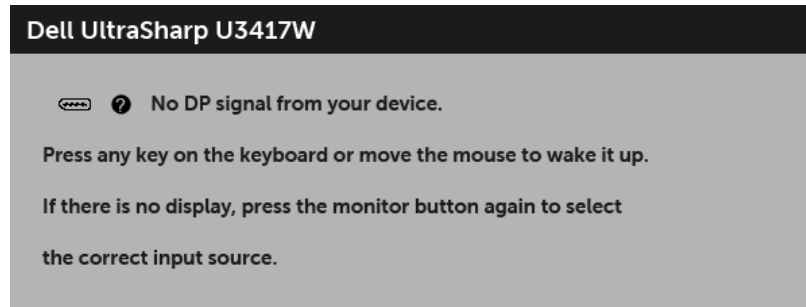 Dell UltraSharp U3417W
? No DP signal from your device.
Press any key on the keyboard or move the mouse to wake it up.
If there is no display, press the monitor button again to select
the correct input source.